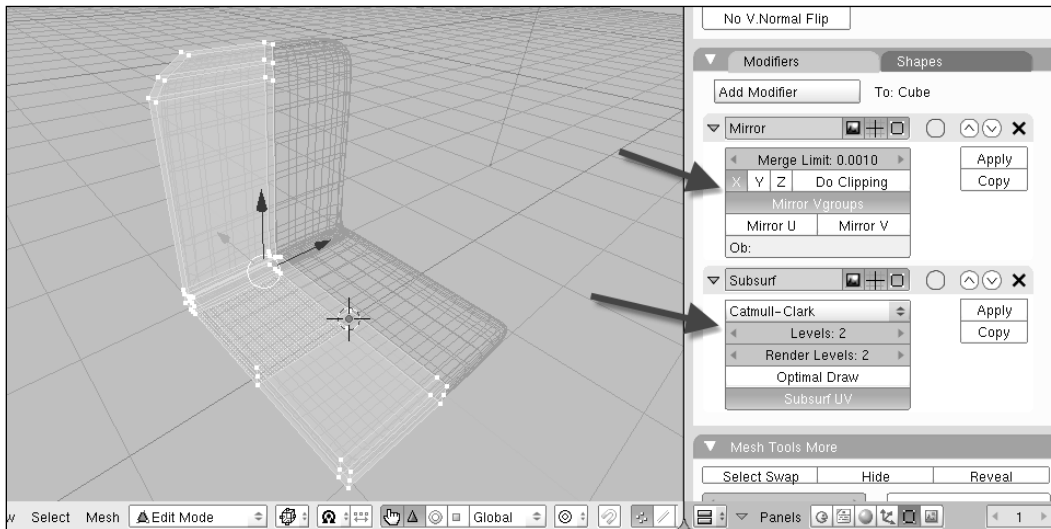 No V.Normal Flip
Modifiers
Shapes
Add Modifier
To: Cube
Mirror
Merge Limit: 0.0010
Apply
X
Y
Z
Do Clipping
Copy
Mirror Vgroups
Mirror U
Mirror V
Ob:
Subsurf
Catmull-Clark
Apply
Levels: 2
Copy
Render Levels: 2
Optimal Draw
Subsurf UV
Mesh Tools More
Select Swap
Hide
Reveal
w
Select
Mesh
Edit Mode
Global
Panels
1